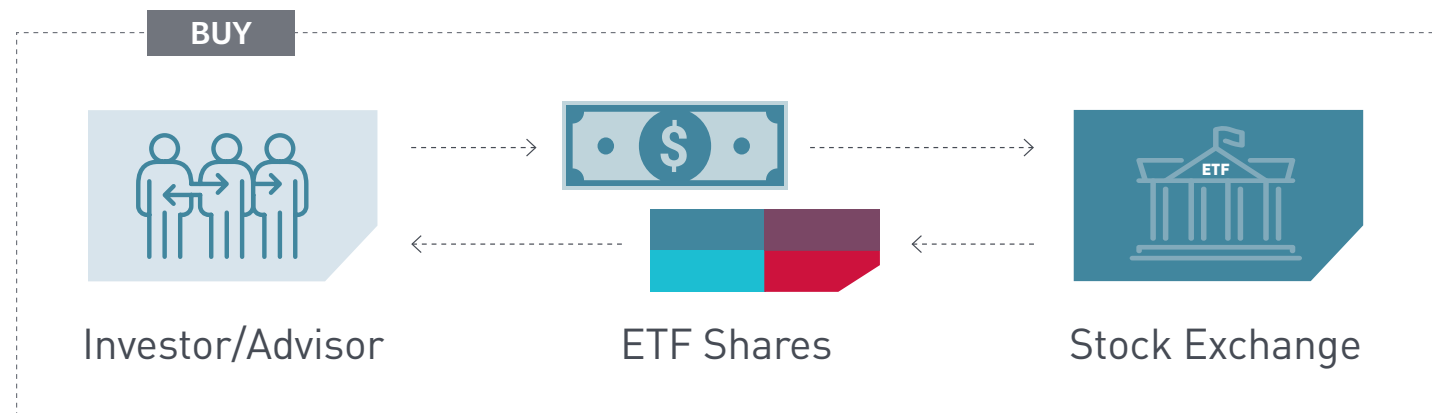 BUY
$
ETF
Investor/Advisor
ETF Shares
Stock Exchange